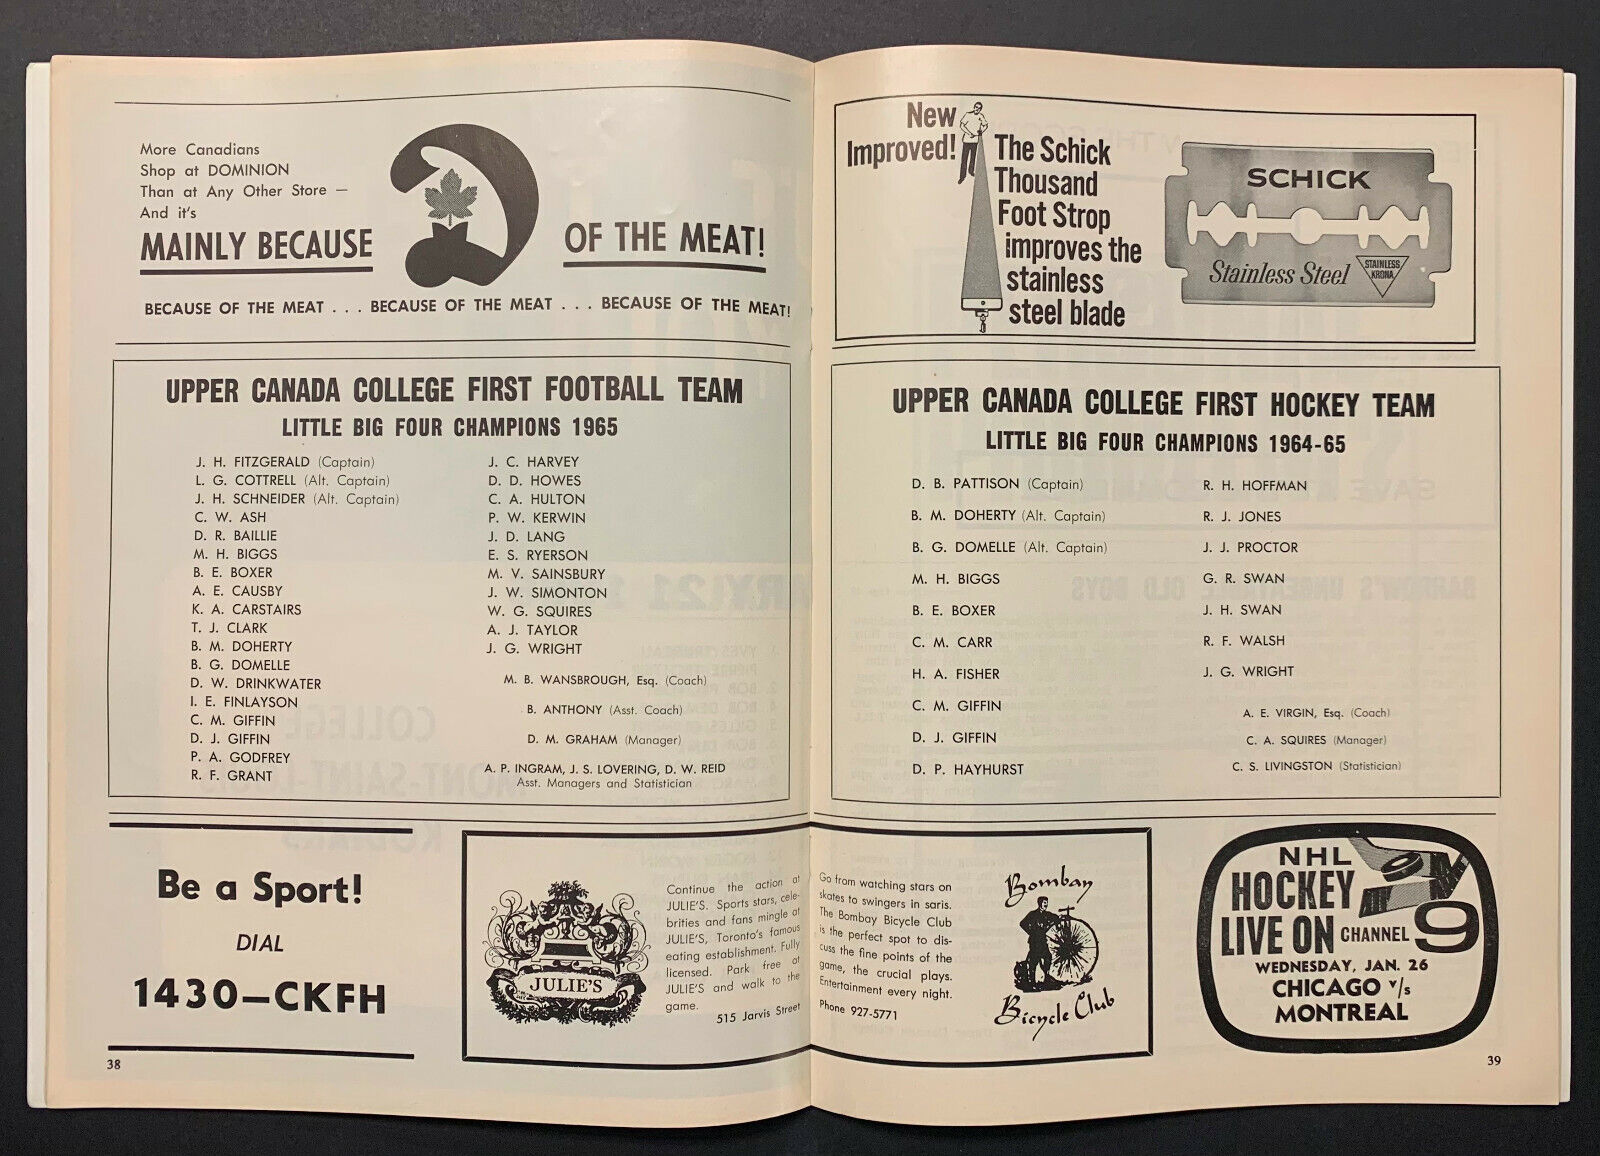 More Canadians
Shop at DOMINION
Than at Any Other Store —
And it's
MAINLY BECAUSE
OF THE MEAT!
BECAUSE OF THE MEAT . . . BECAUSE OF THE MEAT . . . BECAUSE OF THE MEAT!
UPPER CANADA COLLEGE FIRST FOOTBALL TEAM
LITTLE BIG FOUR CHAMPIONS 1965
J. H. FITZGERALD (Captain)
L. G. COTTRELL (Alt. Captain)
J. H. SCHNEIDER (Alt. Captain)
C. W. ASH
D. R. BAILLIE
M. H. BIGGS
B. E. BOXER
A. E. CAUSBY
K. A. CARSTAIRS
T. J. CLARK
B. M. DOHERTY
B. G. DOMELLE
D. W. DRINKWATER
I. E. FINLAYSON
C. M. GIFFIN
D. J. GIFFIN
P. A. GODFREY
R. F. GRANT
J. C. HARVEY
D. D. HOWES
C. A. HULTON
P. W. KERWIN
J. D. LANG
E. S. RYERSON
M. V. SAINSBURY
J. W. SIMONTON
W. G. SQUIRES
A. J. TAYLOR
J. G. WRIGHT
M. B. WANSBROUGH, Esq. (Coach)
B. ANTHONY (Asst. Coach)
D. M. GRAHAM (Manager)
A. P. INGRAM, J. S. LOVERING, D. W. REID
Asst. Managers and Statistician
Be a Sport!
DIAL
1430—CKFH
JULIE'S
Continue the action at
JULIE'S. Sports stars, cele-
brities and fans mingle at
JULIE'S, Toronto's famous
eating establishment. Fully
licensed. Park free at
JULIE'S and walk to the
game.
515 Jarvis Street
38
New
Improved!
The Schick
Thousand
Foot Strop
improves the
stainless
steel blade
SCHICK
Stainless Steel
STAINLESS
KRONA
UPPER CANADA COLLEGE FIRST HOCKEY TEAM
LITTLE BIG FOUR CHAMPIONS 1964-65
D. B. PATTISON (Captain)
B. M. DOHERTY (Alt. Captain)
B. G. DOMELLE (Alt. Captain)
M. H. BIGGS
B. E. BOXER
C. M. CARR
H. A. FISHER
C. M. GIFFIN
D. J. GIFFIN
D. P. HAYHURST
R. H. HOFFMAN
R. J. JONES
J. J. PROCTOR
G. R. SWAN
J. H. SWAN
R. F. WALSH
J. G. WRIGHT
A. E. VIRGIN, Esq. (Coach)
C. A. SQUIRES (Manager)
C. S. LIVINGSTON (Statistician)
Go from watching stars on
skates to swingers in saris.
The Bombay Bicycle Club
is the perfect spot to dis-
cuss the fine points of the
game, the crucial plays.
Entertainment every night.
Phone 927-5771
Bombay
Bicycle Club
NHL
HOCKEY
LIVE ON CHANNEL 9
WEDNESDAY, JAN. 26
CHICAGO v/s
MONTREAL
39